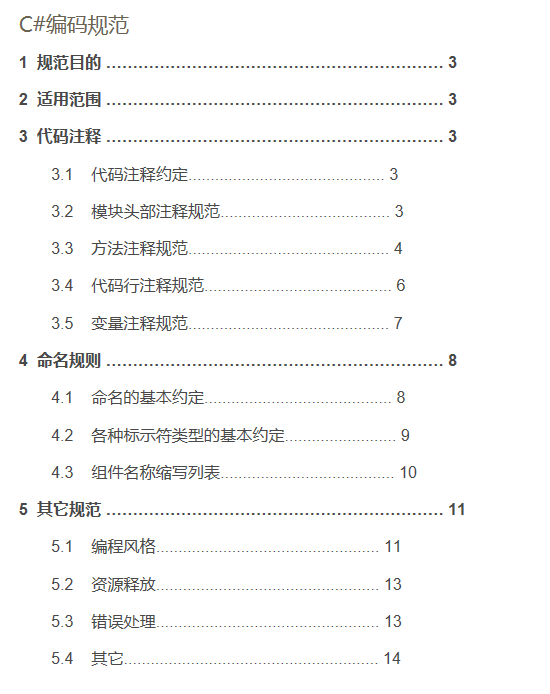 C#编码规范
1 规范目的 ................................................................ 3
2 适用范围 ................................................................ 3
3 代码注释 ................................................................ 3
3.1 代码注释约定............................................ 3
3.2 模块头部注释规范...................................... 3
3.3 方法注释规范............................................. 4
3.4 代码行注释规范.......................................... 6
3.5 变量注释规范............................................. 7
4 命名规则 ................................................................ 8
4.1 命名的基本约定.......................................... 8
4.2 各种标示符类型的基本约定......................... 9
4.3 组件名称缩写列表....................................... 10
5 其它规范 ................................................................ 11
5.1 编程风格.................................................. 11
5.2 资源释放.................................................. 13
5.3 错误处理.................................................. 13
5.4 其它......................................................... 14